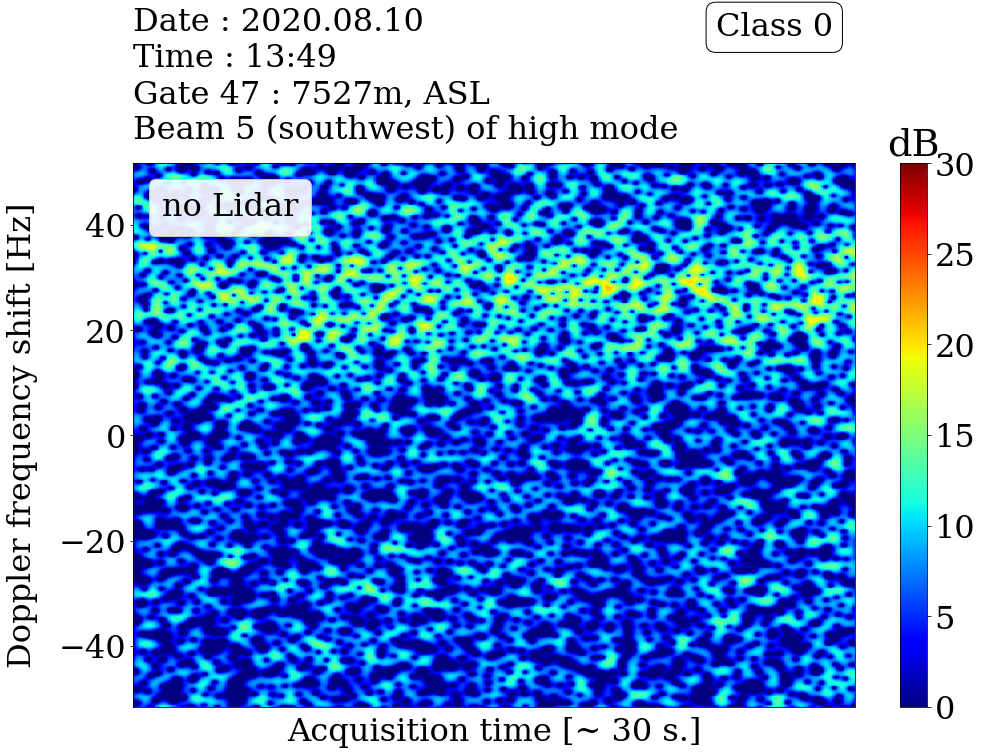 Date : 2020.08.10
Time : 13:49
Gate 47 : 7527m, ASL
Beam 5 (southwest) of high mode
Class 0
dB
no Lidar
Doppler frequency shift [Hz]
40
20
0
−20
−40
30
25
20
15
10
5
0
Acquisition time [~ 30 s.]